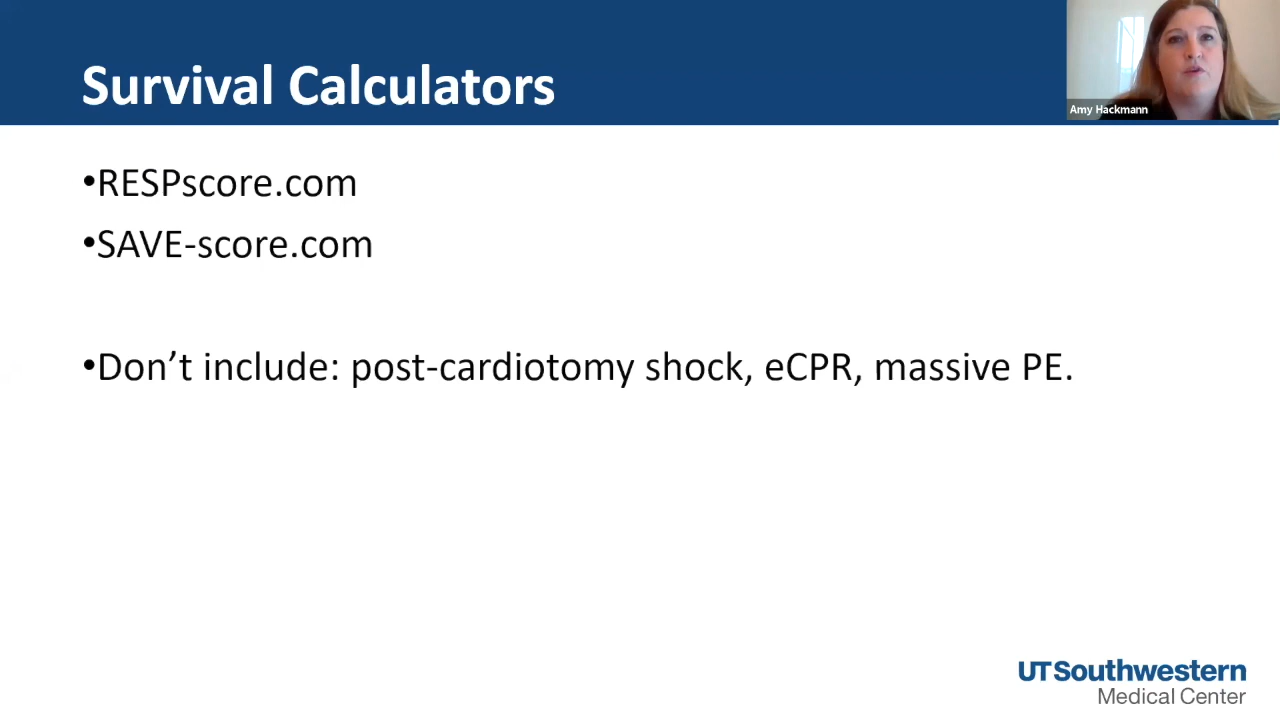 Survival Calculators
Amy Hackmann
•RESPscore.com
•SAVE-score.com
•Don’t include: post-cardiotomy shock, eCPR, massive PE.
UTSouthwestern
Medical Center